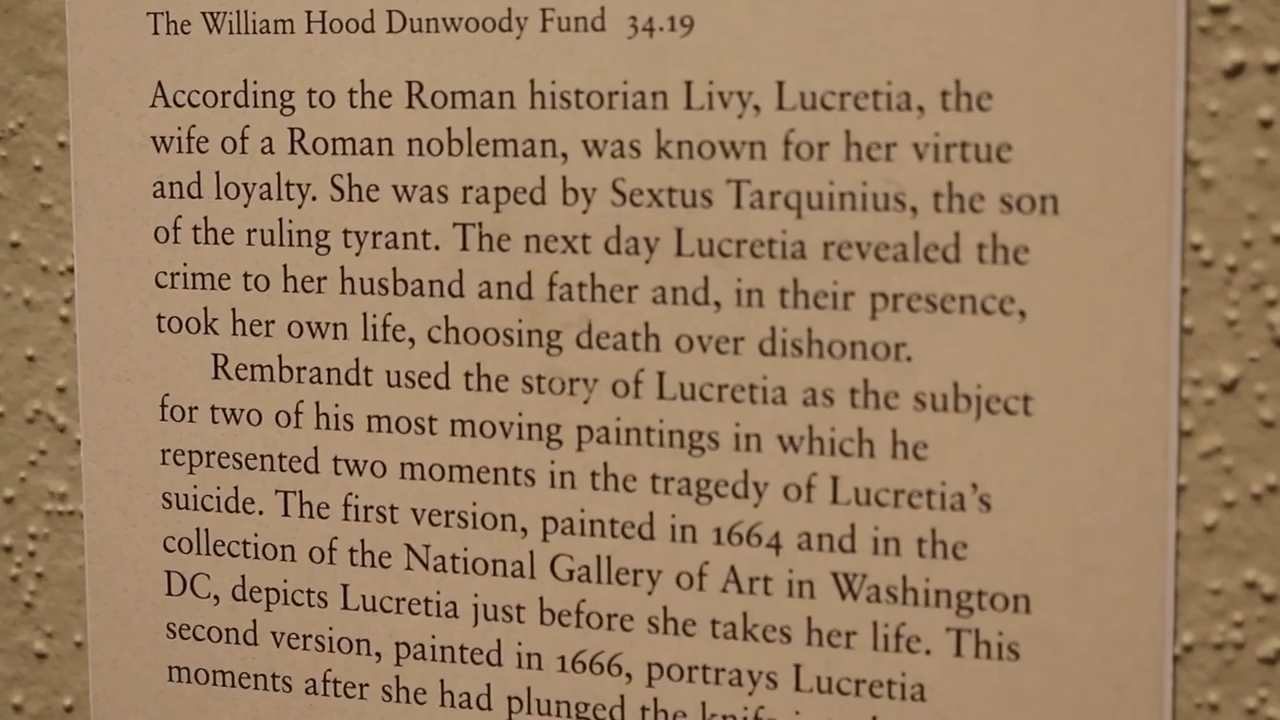 The William Hood Dunwoody Fund 34.19
According to the Roman historian Livy, Lucretia, the
wife of a Roman nobleman, was known for her virtue
and loyalty. She was raped by Sextus Tarquinius, the son
of the ruling tyrant. The next day Lucretia revealed the
crime to her husband and father and, in their presence,
took her own life, choosing death over dishonor.
Rembrandt used the story of Lucretia as the subject
for two of his most moving paintings in which he
represented two moments in the tragedy of Lucretia's
suicide. The first version, painted in 1664 and in the
collection of the National Gallery of Art in Washington
DC, depicts Lucretia just before she takes her life. This
second version, painted in 1666, portrays Lucretia
moments after she had plunged the